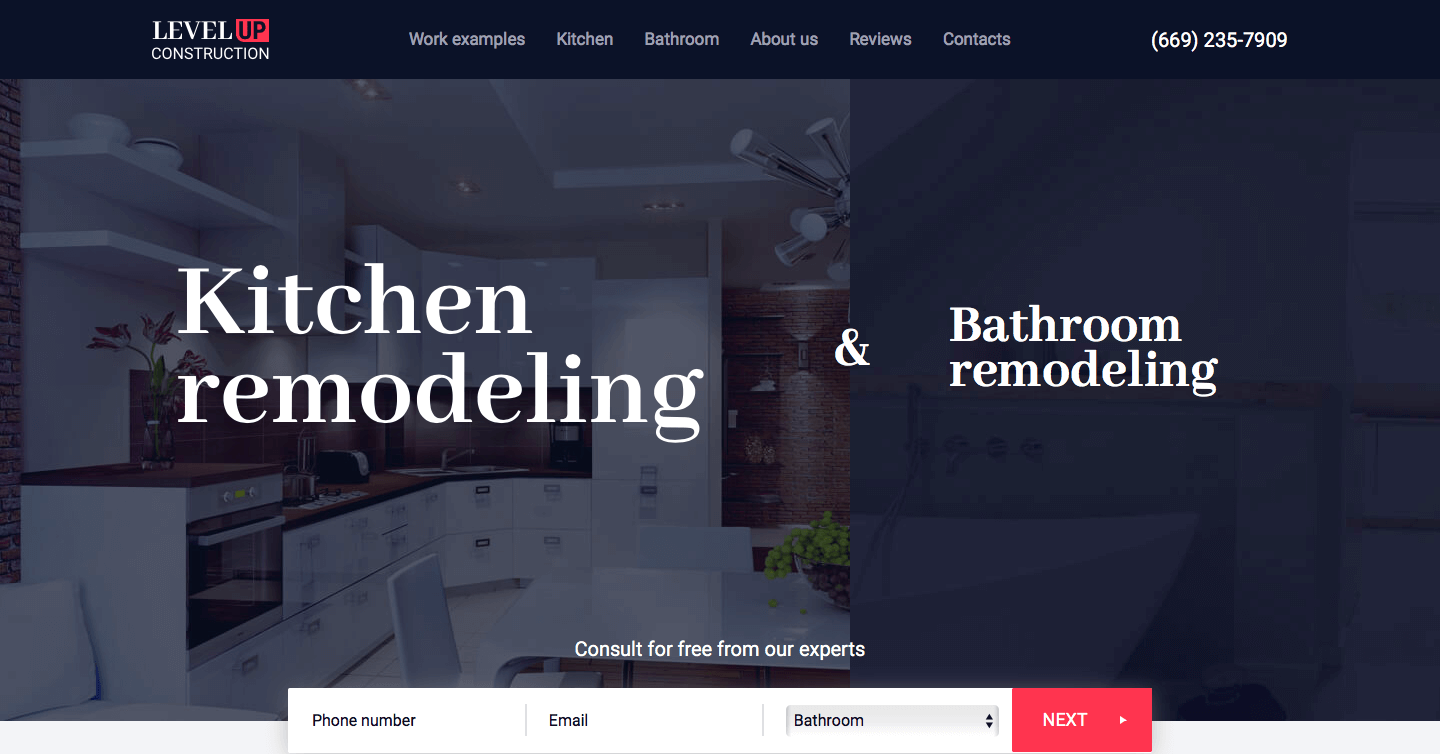 LEVEL UP
CONSTRUCTION
Work examples
Kitchen
Bathroom
About us
Reviews
Contacts
(669) 235-7909
Kitchen
remodeling
&
Bathroom
remodeling
Consult for free from our experts
Phone number
Email
Bathroom
NEXT